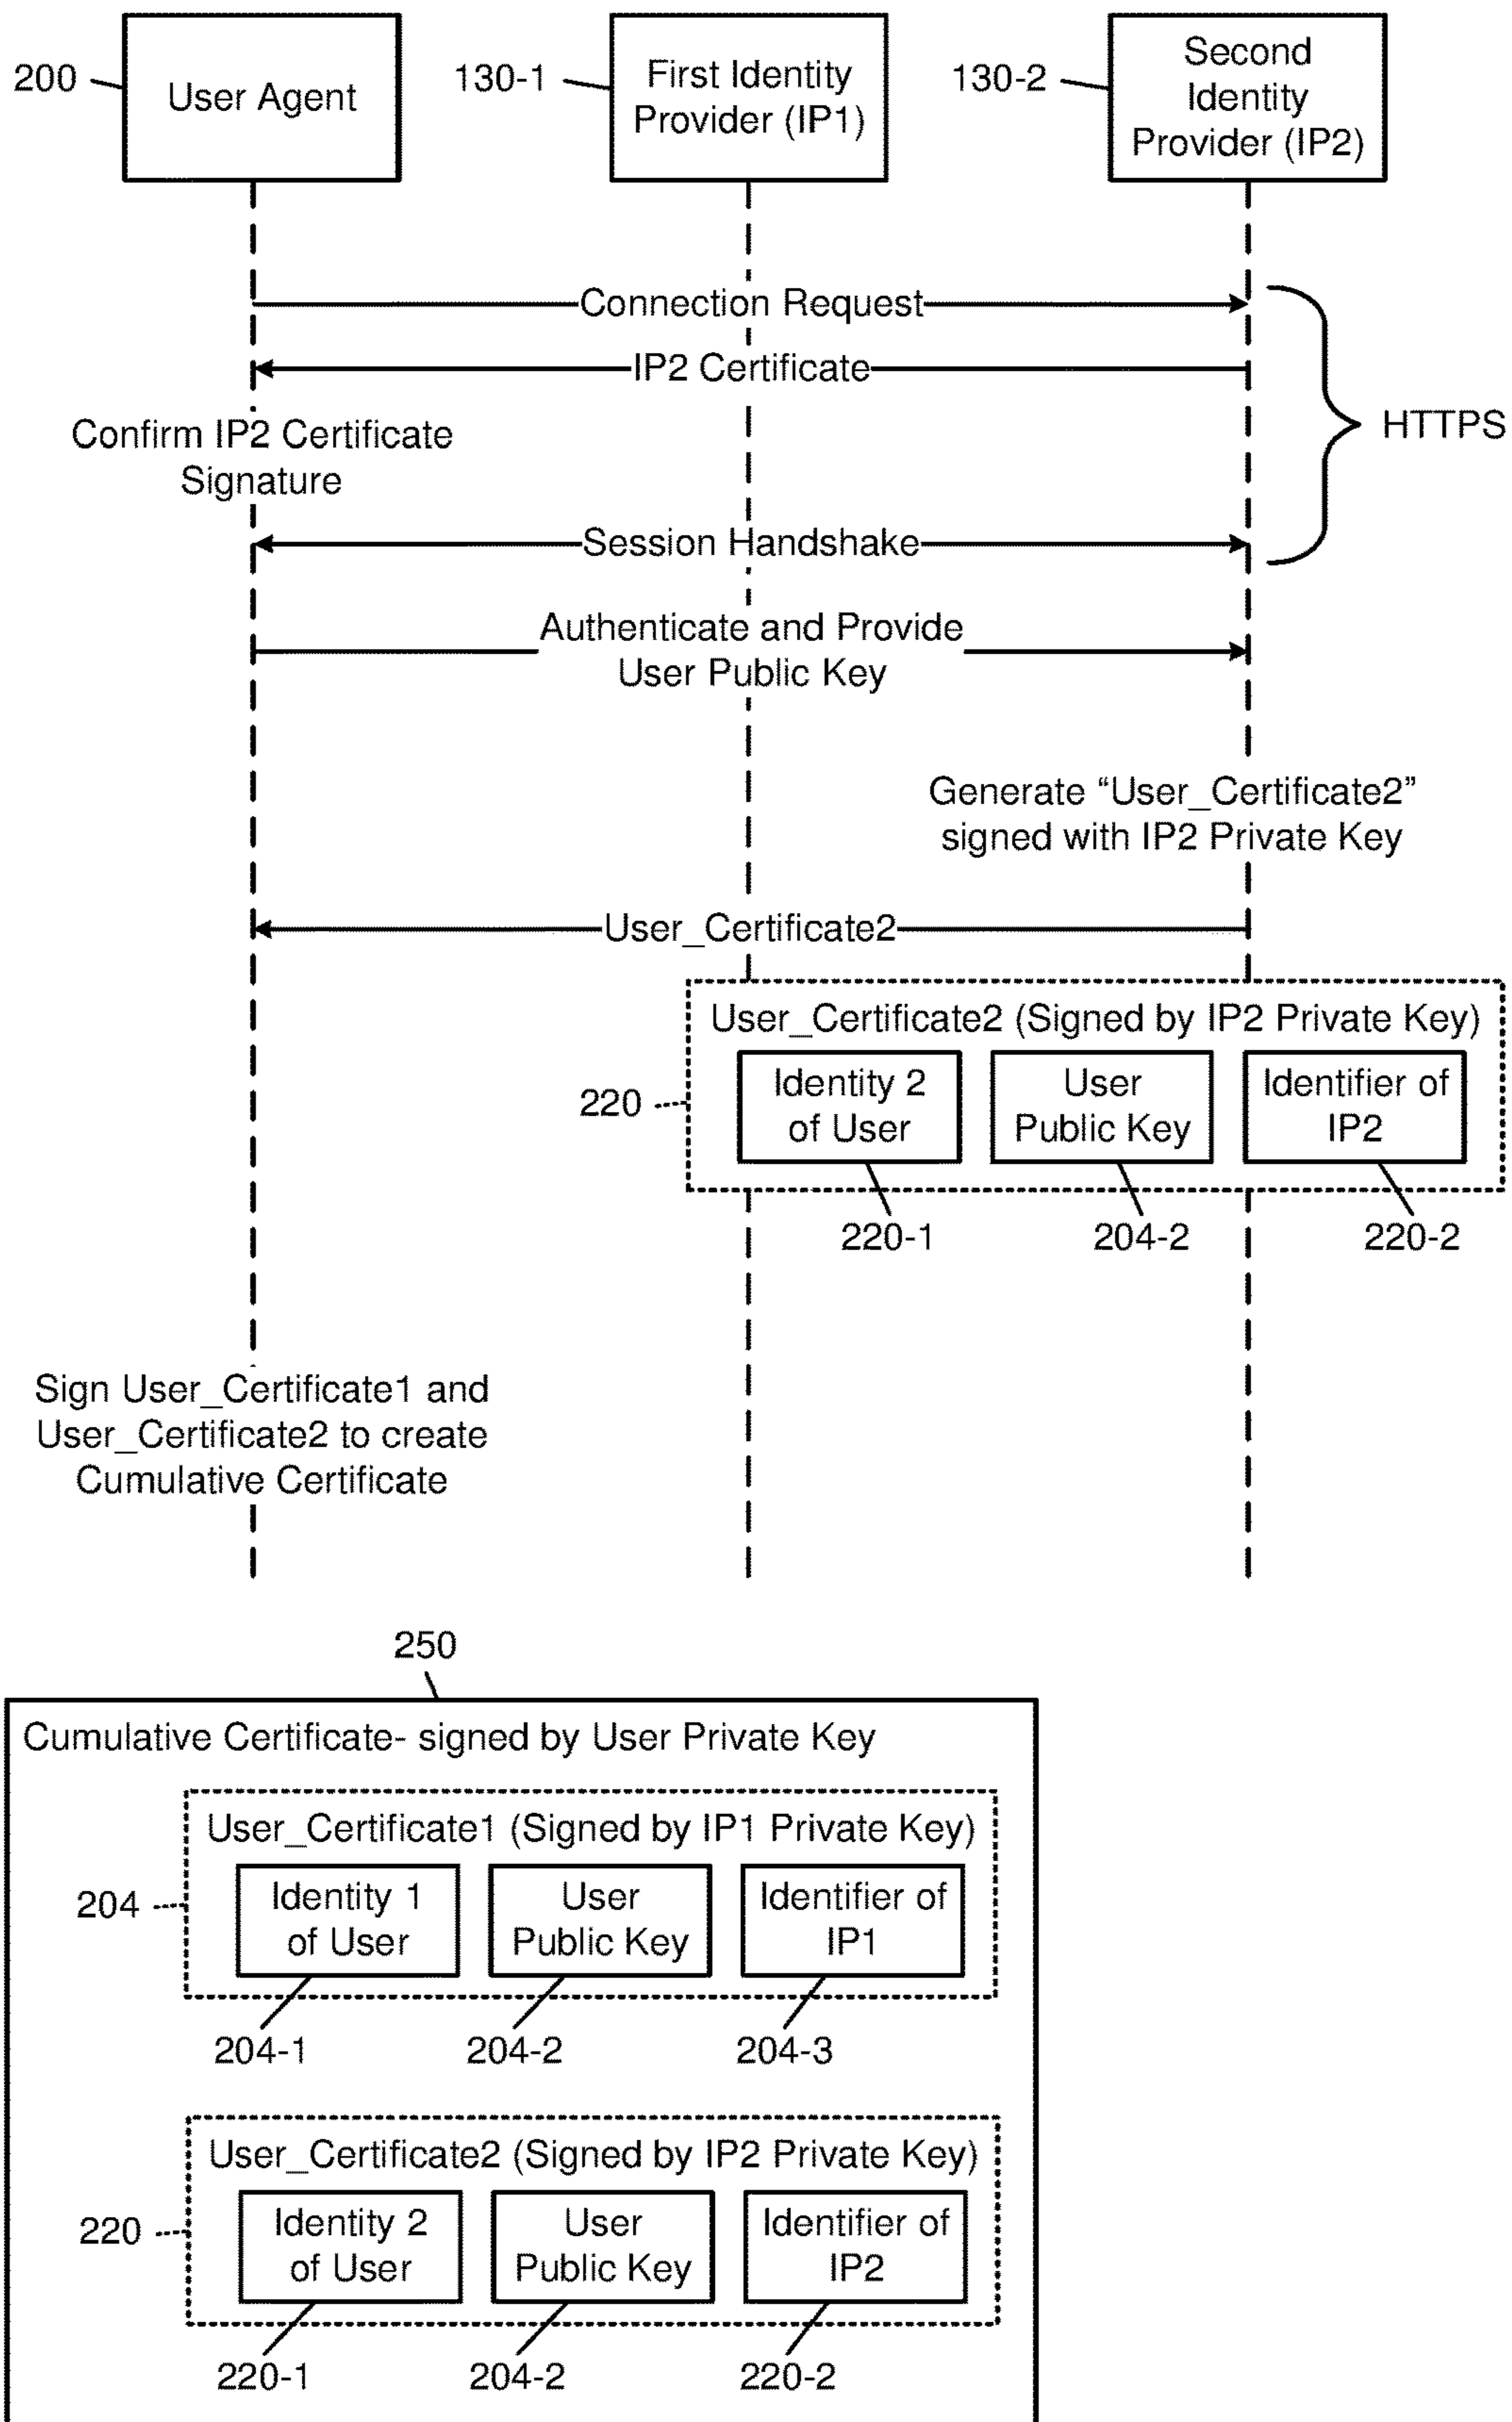 200
User Agent
130-1
First Identity
Provider (IP1)
130-2
Second
Identity
Provider (IP2)
Connection Request
IP2 Certificate
Confirm IP2 Certificate
Signature
HTTPS
Session Handshake
Authenticate and Provide
User Public Key
Generate “User_Certificate2”
signed with IP2 Private Key
User_Certificate2
User_Certificate2 (Signed by IP2 Private Key)
220
Identity 2
of User
User
Public Key
Identifier of
IP2
220-1
204-2
220-2
Sign User_Certificate1 and
User_Certificate2 to create
Cumulative Certificate
250
Cumulative Certificate- signed by User Private Key
User_Certificate1 (Signed by IP1 Private Key)
204
Identity 1
of User
User
Public Key
Identifier of
IP1
204-1
204-2
204-3
User_Certificate2 (Signed by IP2 Private Key)
220
Identity 2
of User
User
Public Key
Identifier of
IP2
220-1
204-2
220-2